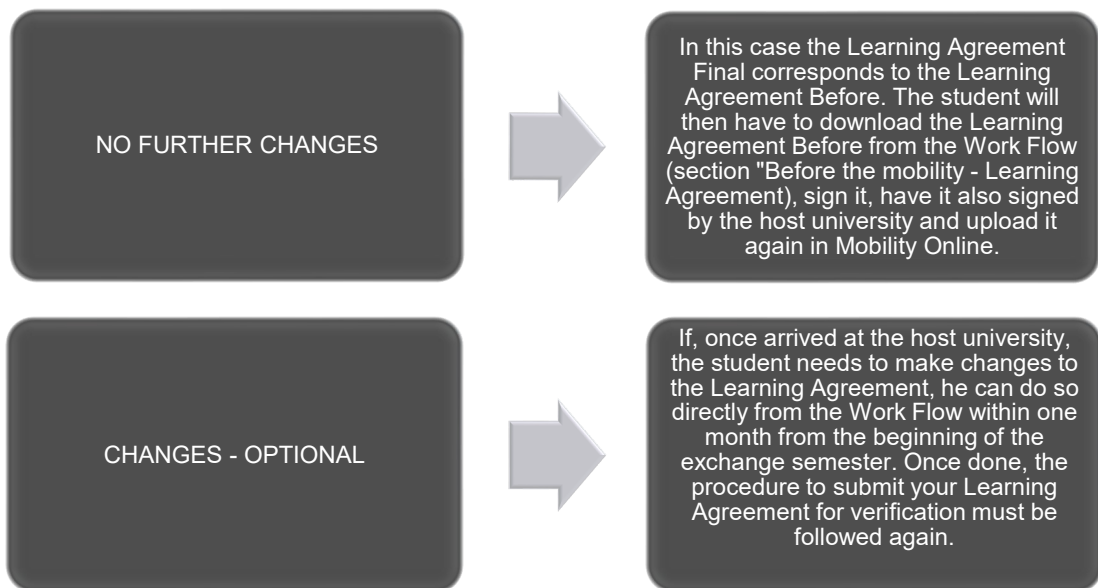 NO FURTHER CHANGES
In this case the Learning Agreement
Final corresponds to the Learning
Agreement Before. The student will
then have to download the Learning
Agreement Before from the Work Flow
(section "Before the mobility - Learning
Agreement), sign it, have it also signed
by the host university and upload it
again in Mobility Online.
CHANGES - OPTIONAL
If, once arrived at the host university,
the student needs to make changes to
the Learning Agreement, he can do so
directly from the Work Flow within one
month from the beginning of the
exchange semester. Once done, the
procedure to submit your Learning
Agreement for verification must be
followed again.